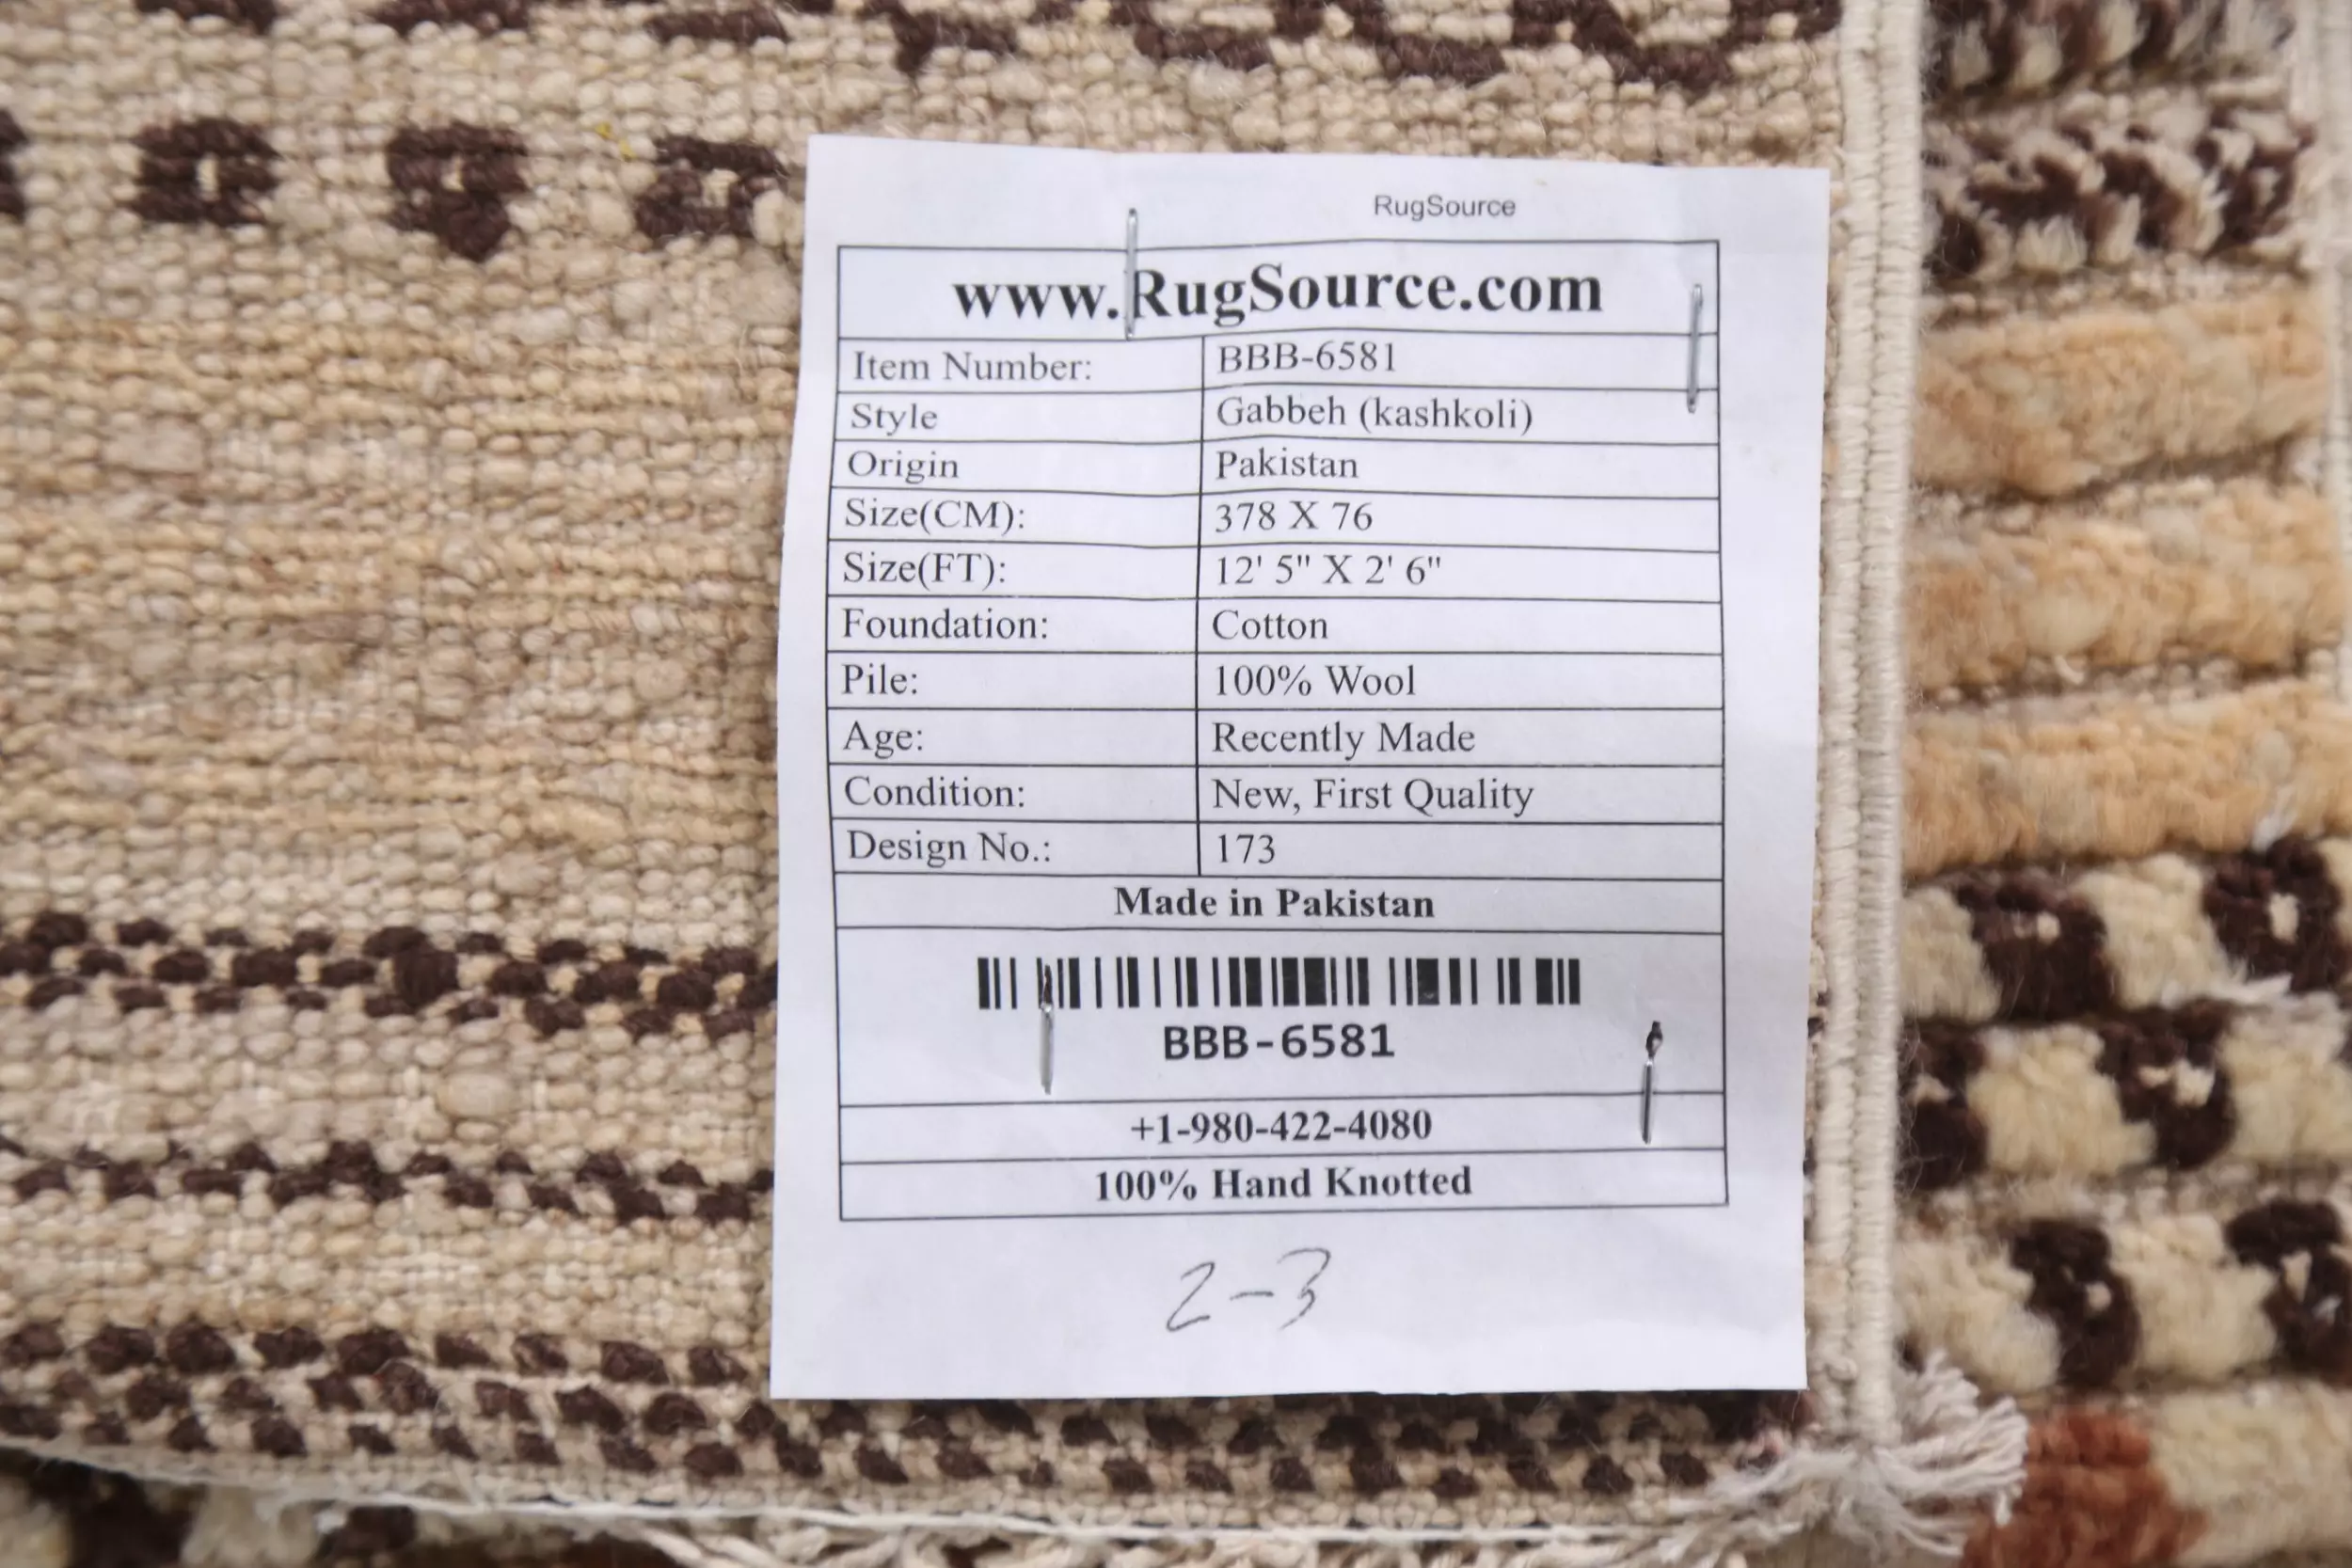 RugSource
www.RugSource.com
Item Number: BBB-6581
Style Gabbeh (kashkoli)
Origin Pakistan
Size(CM): 378 X 76
Size(FT): 12' 5" X 2' 6"
Foundation: Cotton
Pile: 100% Wool
Age: Recently Made
Condition: New, First Quality
Design No.: 173
Made in Pakistan
BBB-6581
+1-980-422-4080
100% Hand Knotted
2-3